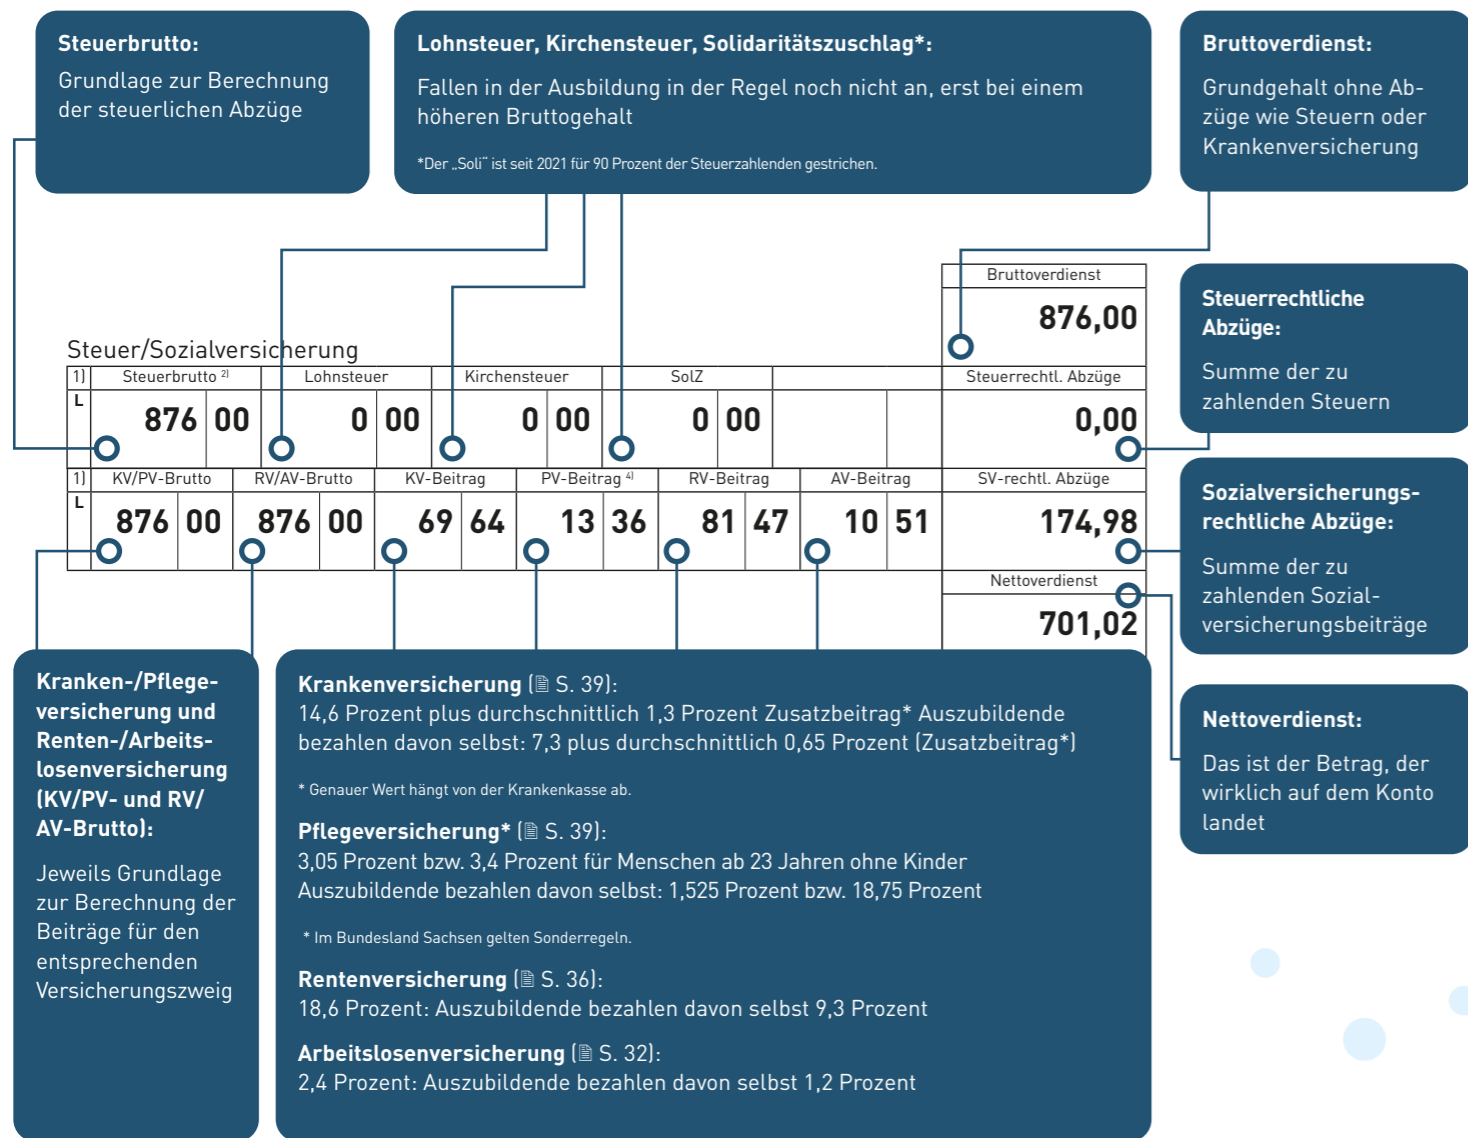 Steuerbrutto:
Grundlage zur Berechnung
der steuerlichen Abzüge
Lohnsteuer, Kirchensteuer, Solidaritätszuschlag*:
Fallen in der Ausbildung in der Regel noch nicht an, erst bei einem
höheren Bruttogehalt
*Der „Soli“ ist seit 2021 für 90 Prozent der Steuerzahlenden gestrichen.
Bruttoverdienst:
Grundgehalt ohne Ab-
züge wie Steuern oder
Krankenversicherung
Bruttoverdienst
876,00
Steuer/Sozialversicherung
1) Steuerbrutto 2) Lohnsteuer Kirchensteuer SolZ Steuerrechtl. Abzüge
L 876 00 0 00 0 00 0 00 0,00
1) KV/PV-Brutto RV/AV-Brutto KV-Beitrag PV-Beitrag 4) RV-Beitrag AV-Beitrag SV-rechtl. Abzüge
L 876 00 876 00 69 64 13 36 81 47 10 51 174,98
Nettoverdienst
701,02
Steuerrechtliche
Abzüge:
Summe der zu
zahlenden Steuern
Sozialversicherungs-
rechtliche Abzüge:
Summe der zu
zahlenden Sozial-
versicherungsbeiträge
Nettoverdienst:
Das ist der Betrag, der
wirklich auf dem Konto
landet
Kranken-/Pflege-
versicherung und
Renten-/Arbeits-
losenversicherung
(KV/PV- und RV/
AV-Brutto):
Jeweils Grundlage
zur Berechnung der
Beiträge für den
entsprechenden
Versicherungszweig
Krankenversicherung (S. 39):
14,6 Prozent plus durchschnittlich 1,3 Prozent Zusatzbeitrag* Auszubildende
bezahlen davon selbst: 7,3 plus durchschnittlich 0,65 Prozent (Zusatzbeitrag*)
* Genauer Wert hängt von der Krankenkasse ab.
Pflegeversicherung* (S. 39):
3,05 Prozent bzw. 3,4 Prozent für Menschen ab 23 Jahren ohne Kinder
Auszubildende bezahlen davon selbst: 1,525 Prozent bzw. 18,75 Prozent
* Im Bundesland Sachsen gelten Sonderregeln.
Rentenversicherung (S. 36):
18,6 Prozent: Auszubildende bezahlen davon selbst 9,3 Prozent
Arbeitslosenversicherung (S. 32):
2,4 Prozent: Auszubildende bezahlen davon selbst 1,2 Prozent